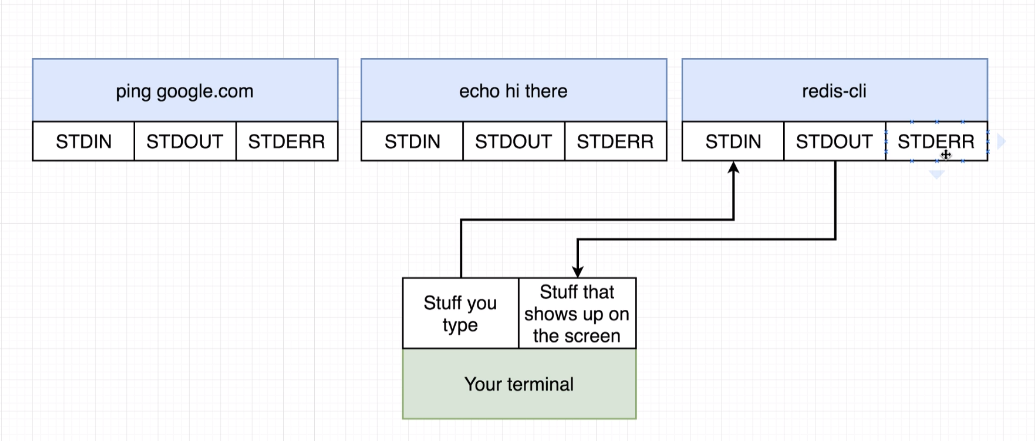 ping google.com
echo hi there
redis-cli
STDIN STDOUT STDERR
STDIN STDOUT STDERR
STDIN STDOUT STDERR
Stuff you
type
Stuff that
shows up on
the screen
Your terminal